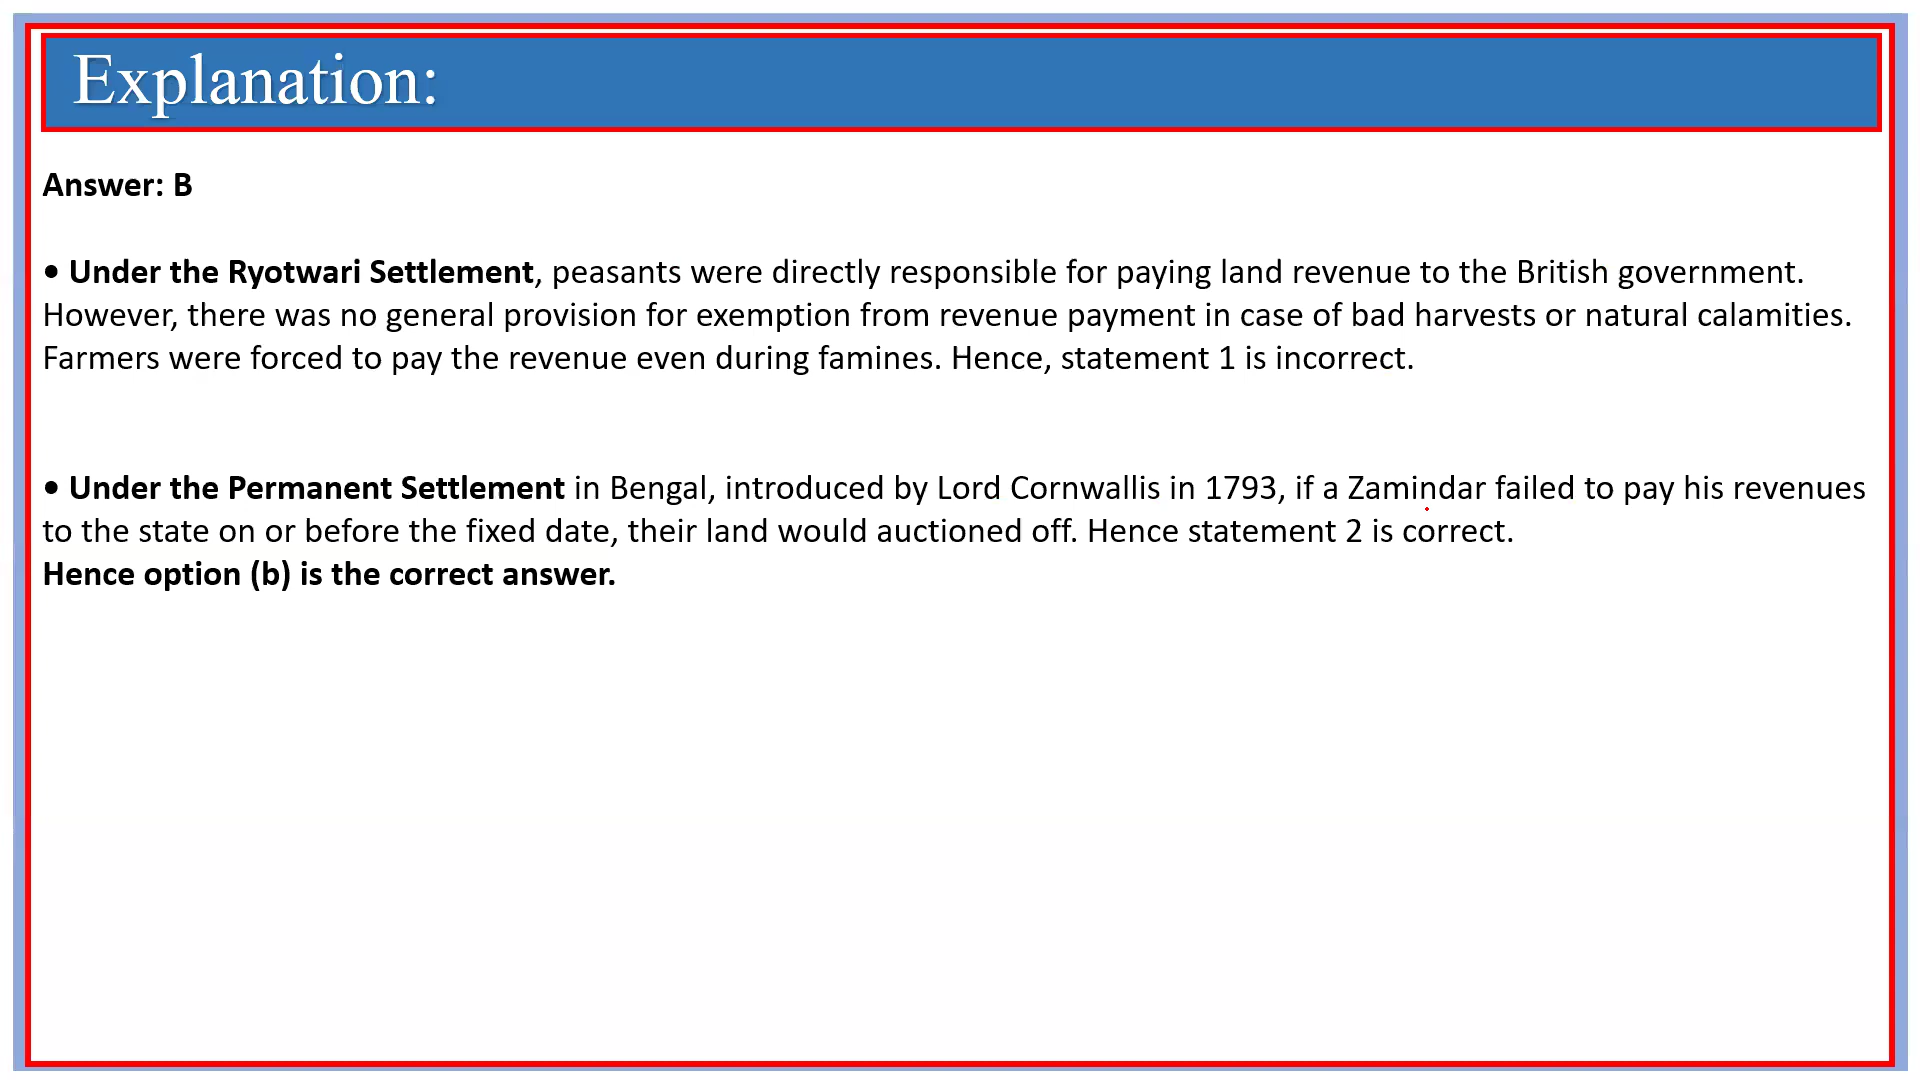 Explanation:
Answer: B
• Under the Ryotwari Settlement, peasants were directly responsible for paying land revenue to the British government.
However, there was no general provision for exemption from revenue payment in case of bad harvests or natural calamities.
Farmers were forced to pay the revenue even during famines. Hence, statement 1 is incorrect.
• Under the Permanent Settlement in Bengal, introduced by Lord Cornwallis in 1793, if a Zamindar failed to pay his revenues
to the state on or before the fixed date, their land would auctioned off. Hence statement 2 is correct.
Hence option (b) is the correct answer.